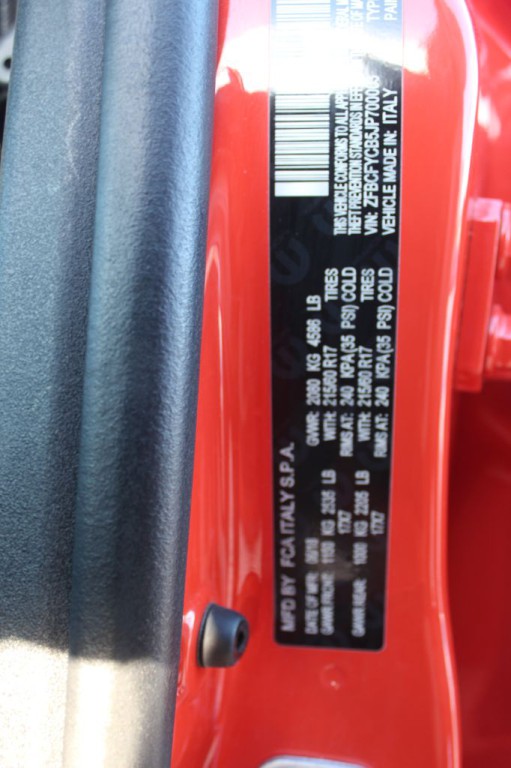 MFD BY FCA ITALY S.P.A.
DATE OF MFR: GVWR: 2080 KG 4586 LB
GAWR FRONT: 1150 KG 2535 LB WITH: 215/60 R17 TIRES
17X7 RIMS AT: 240 KPA(35 PSI) COLD
GAWR REAR: 1000 KG 2205 LB WITH: 215/60 R17 TIRES
17X7 RIMS AT: 240 KPA(35 PSI) COLD
THIS VEHICLE CONFORMS TO ALL APP
THEFT PREVENTION STANDARDS IN EFFE
VIN: ZFBCFYCB5JP7000
VEHICLE MADE IN: ITALY
TYP
PAI